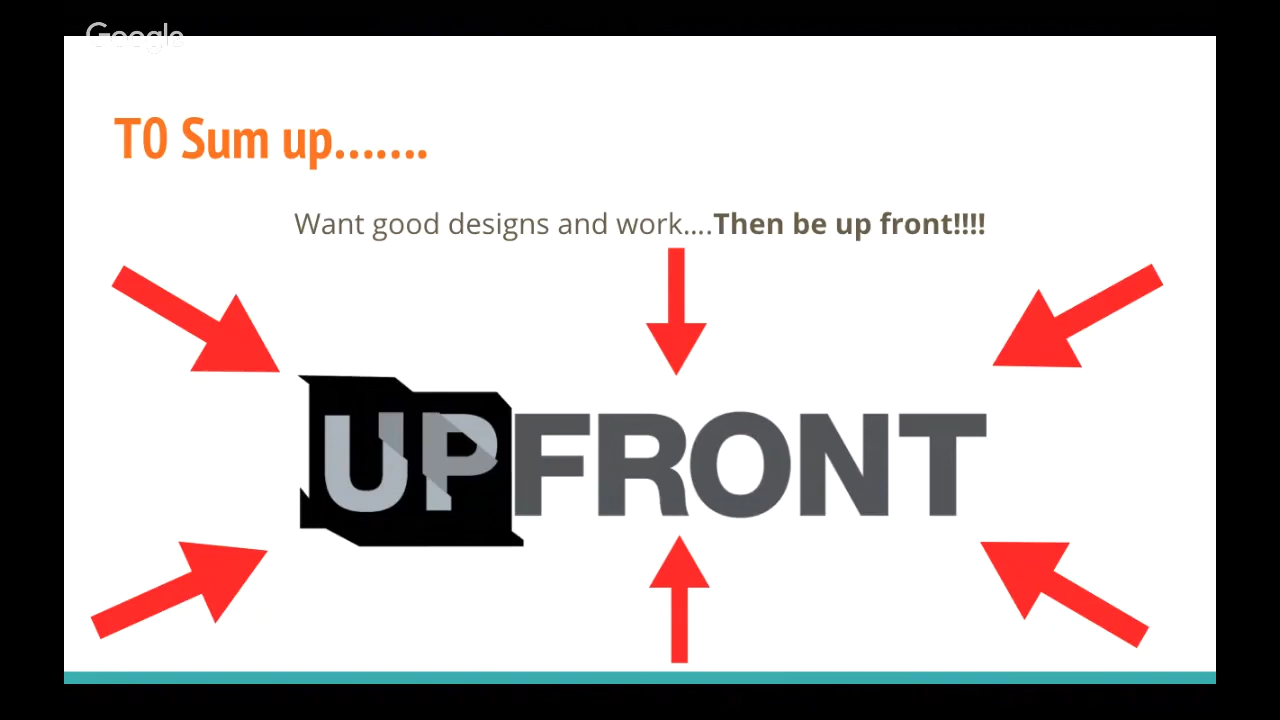 Google
T0 Sum up.......
Want good designs and work....Then be up front!!!!
UPFRONT